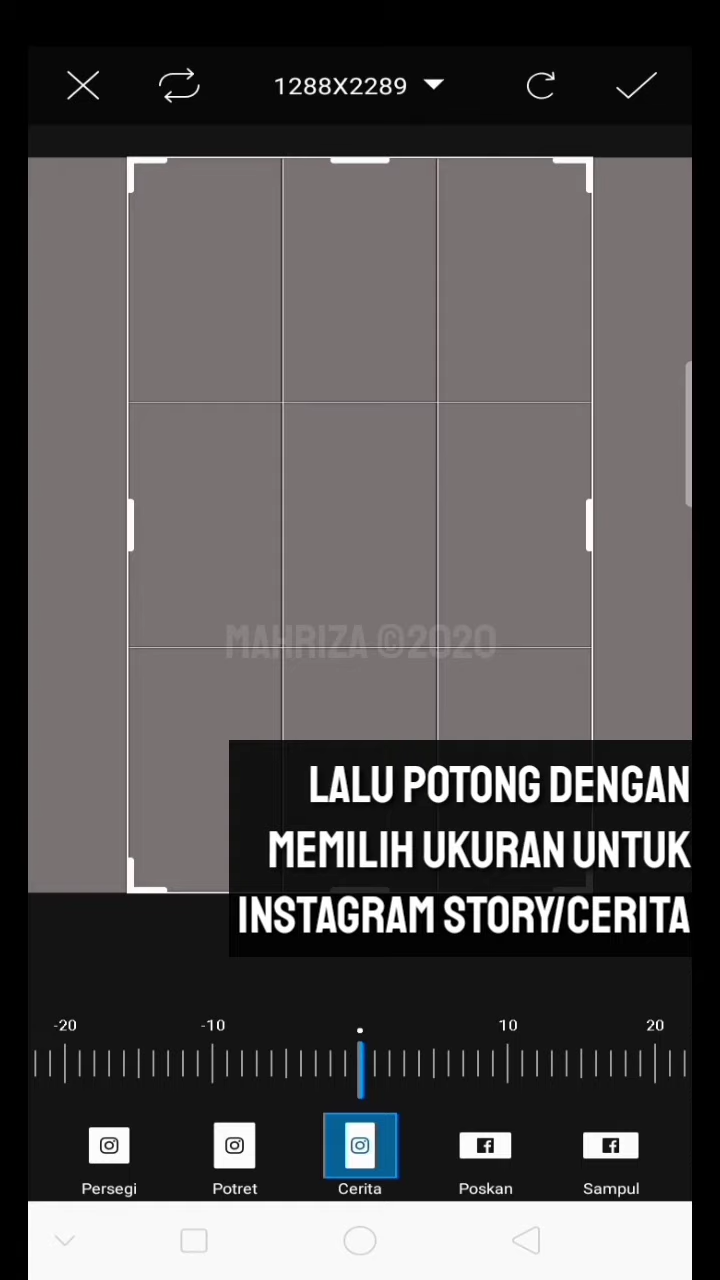 1288X2289
MAHRIZA ©2020
LALU POTONG DENGAN
MEMILIH UKURAN UNTUK
INSTAGRAM STORY/CERITA
-20 -10 10 20
Persegi Potret Cerita Poskan Sampul